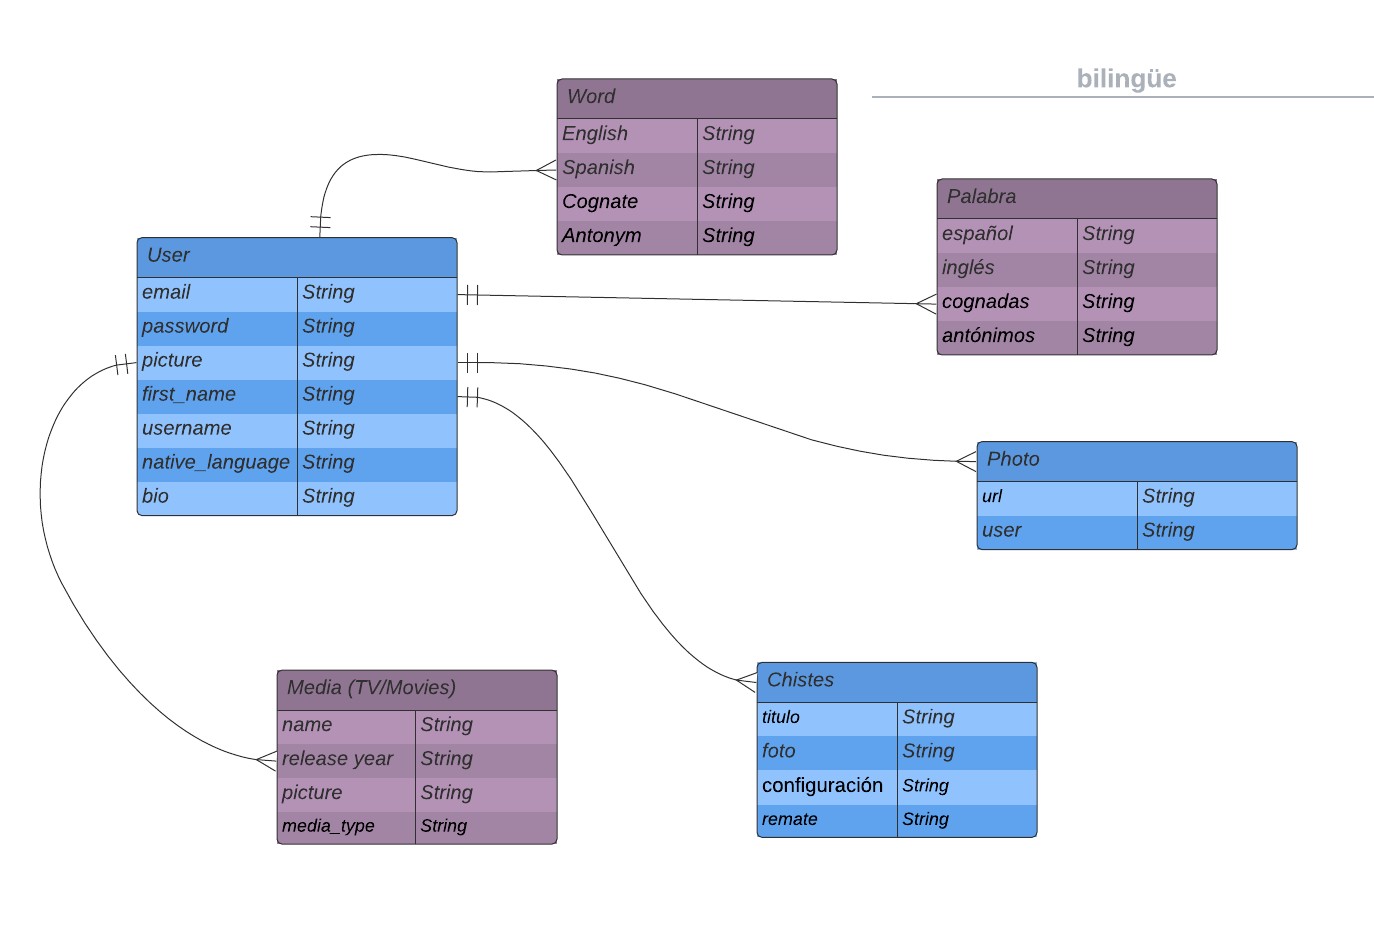 bilingüe
Word
English String
Spanish String
Cognate String
Antonym String
Palabra
español String
inglés String
cognadas String
antónimos String
User
email String
password String
picture String
first_name String
username String
native_language String
bio String
Photo
url String
user String
Media (TV/Movies)
name String
release year String
picture String
media_type String
Chistes
titulo String
foto String
configuración String
remate String